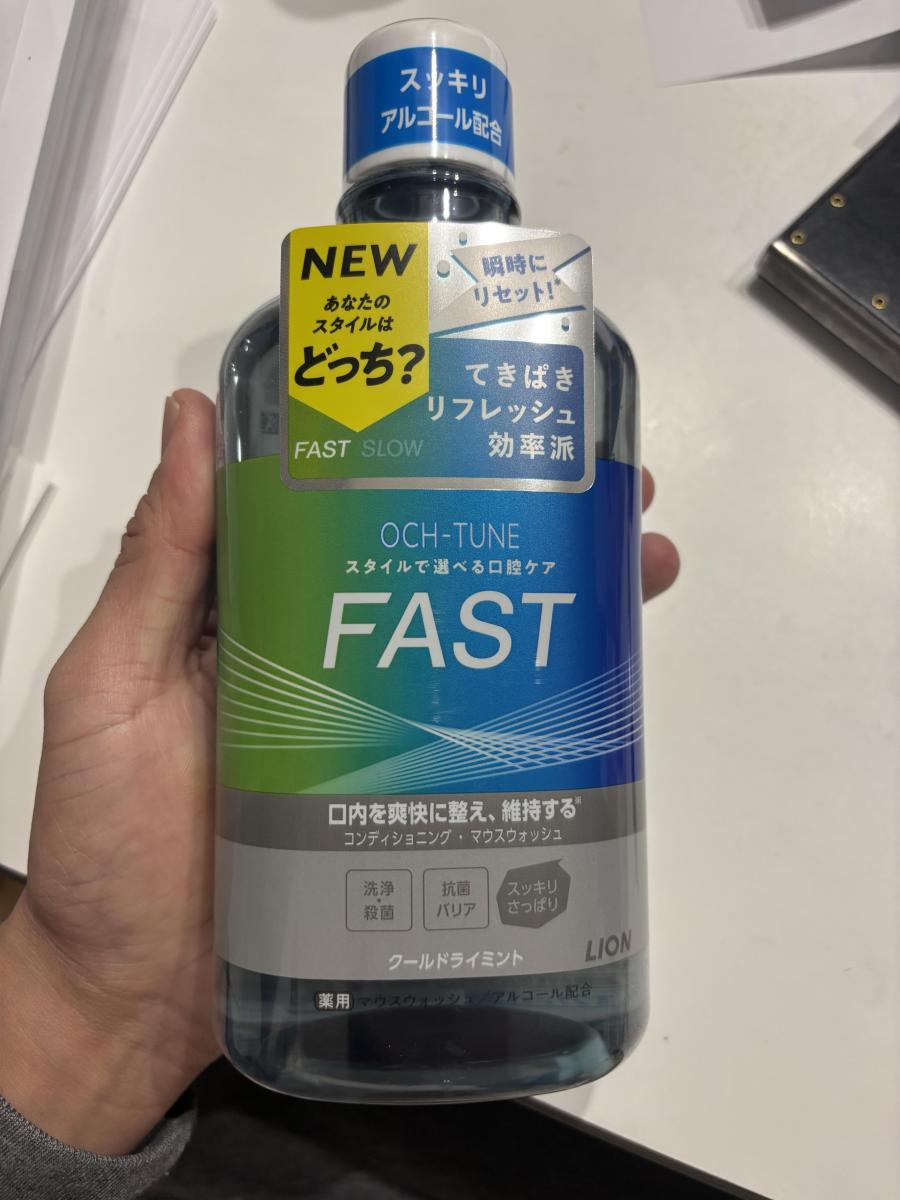 スッキリ
アルコール配合
NEW
あなたの
スタイルは
どっち?
FAST SLOW
瞬時に
リセット!*
てきぱき
リフレッシュ
効率派
OCH-TUNE
スタイルで選べる口腔ケア
FAST
口内を爽快に整え、維持する※
コンディショニング・マウスウォッシュ
洗浄・殺菌
抗菌
バリア
スッキリ
さっぱり
クールドライミント
LION
薬用 マウスウォッシュ/アルコール配合